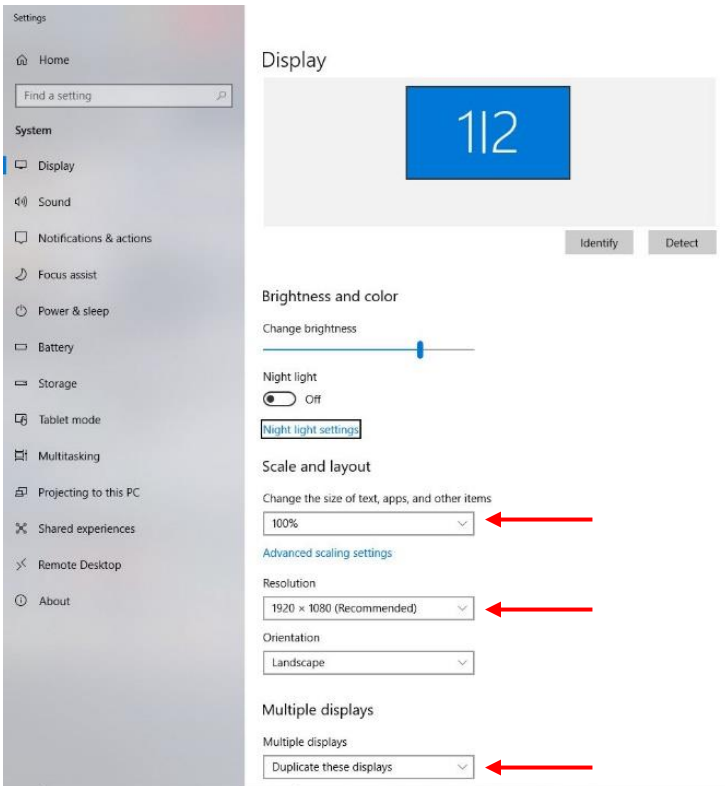 Settings
Home
Find a setting
System
Display
Sound
Notifications & actions
Focus assist
Power & sleep
Battery
Storage
Tablet mode
Multitasking
Projecting to this PC
Shared experiences
Remote Desktop
About
Display
1|2
Identify Detect
Brightness and color
Change brightness
Night light
Off
Night light settings
Scale and layout
Change the size of text, apps, and other items
100%
Advanced scaling settings
Resolution
1920 × 1080 (Recommended)
Orientation
Landscape
Multiple displays
Multiple displays
Duplicate these displays